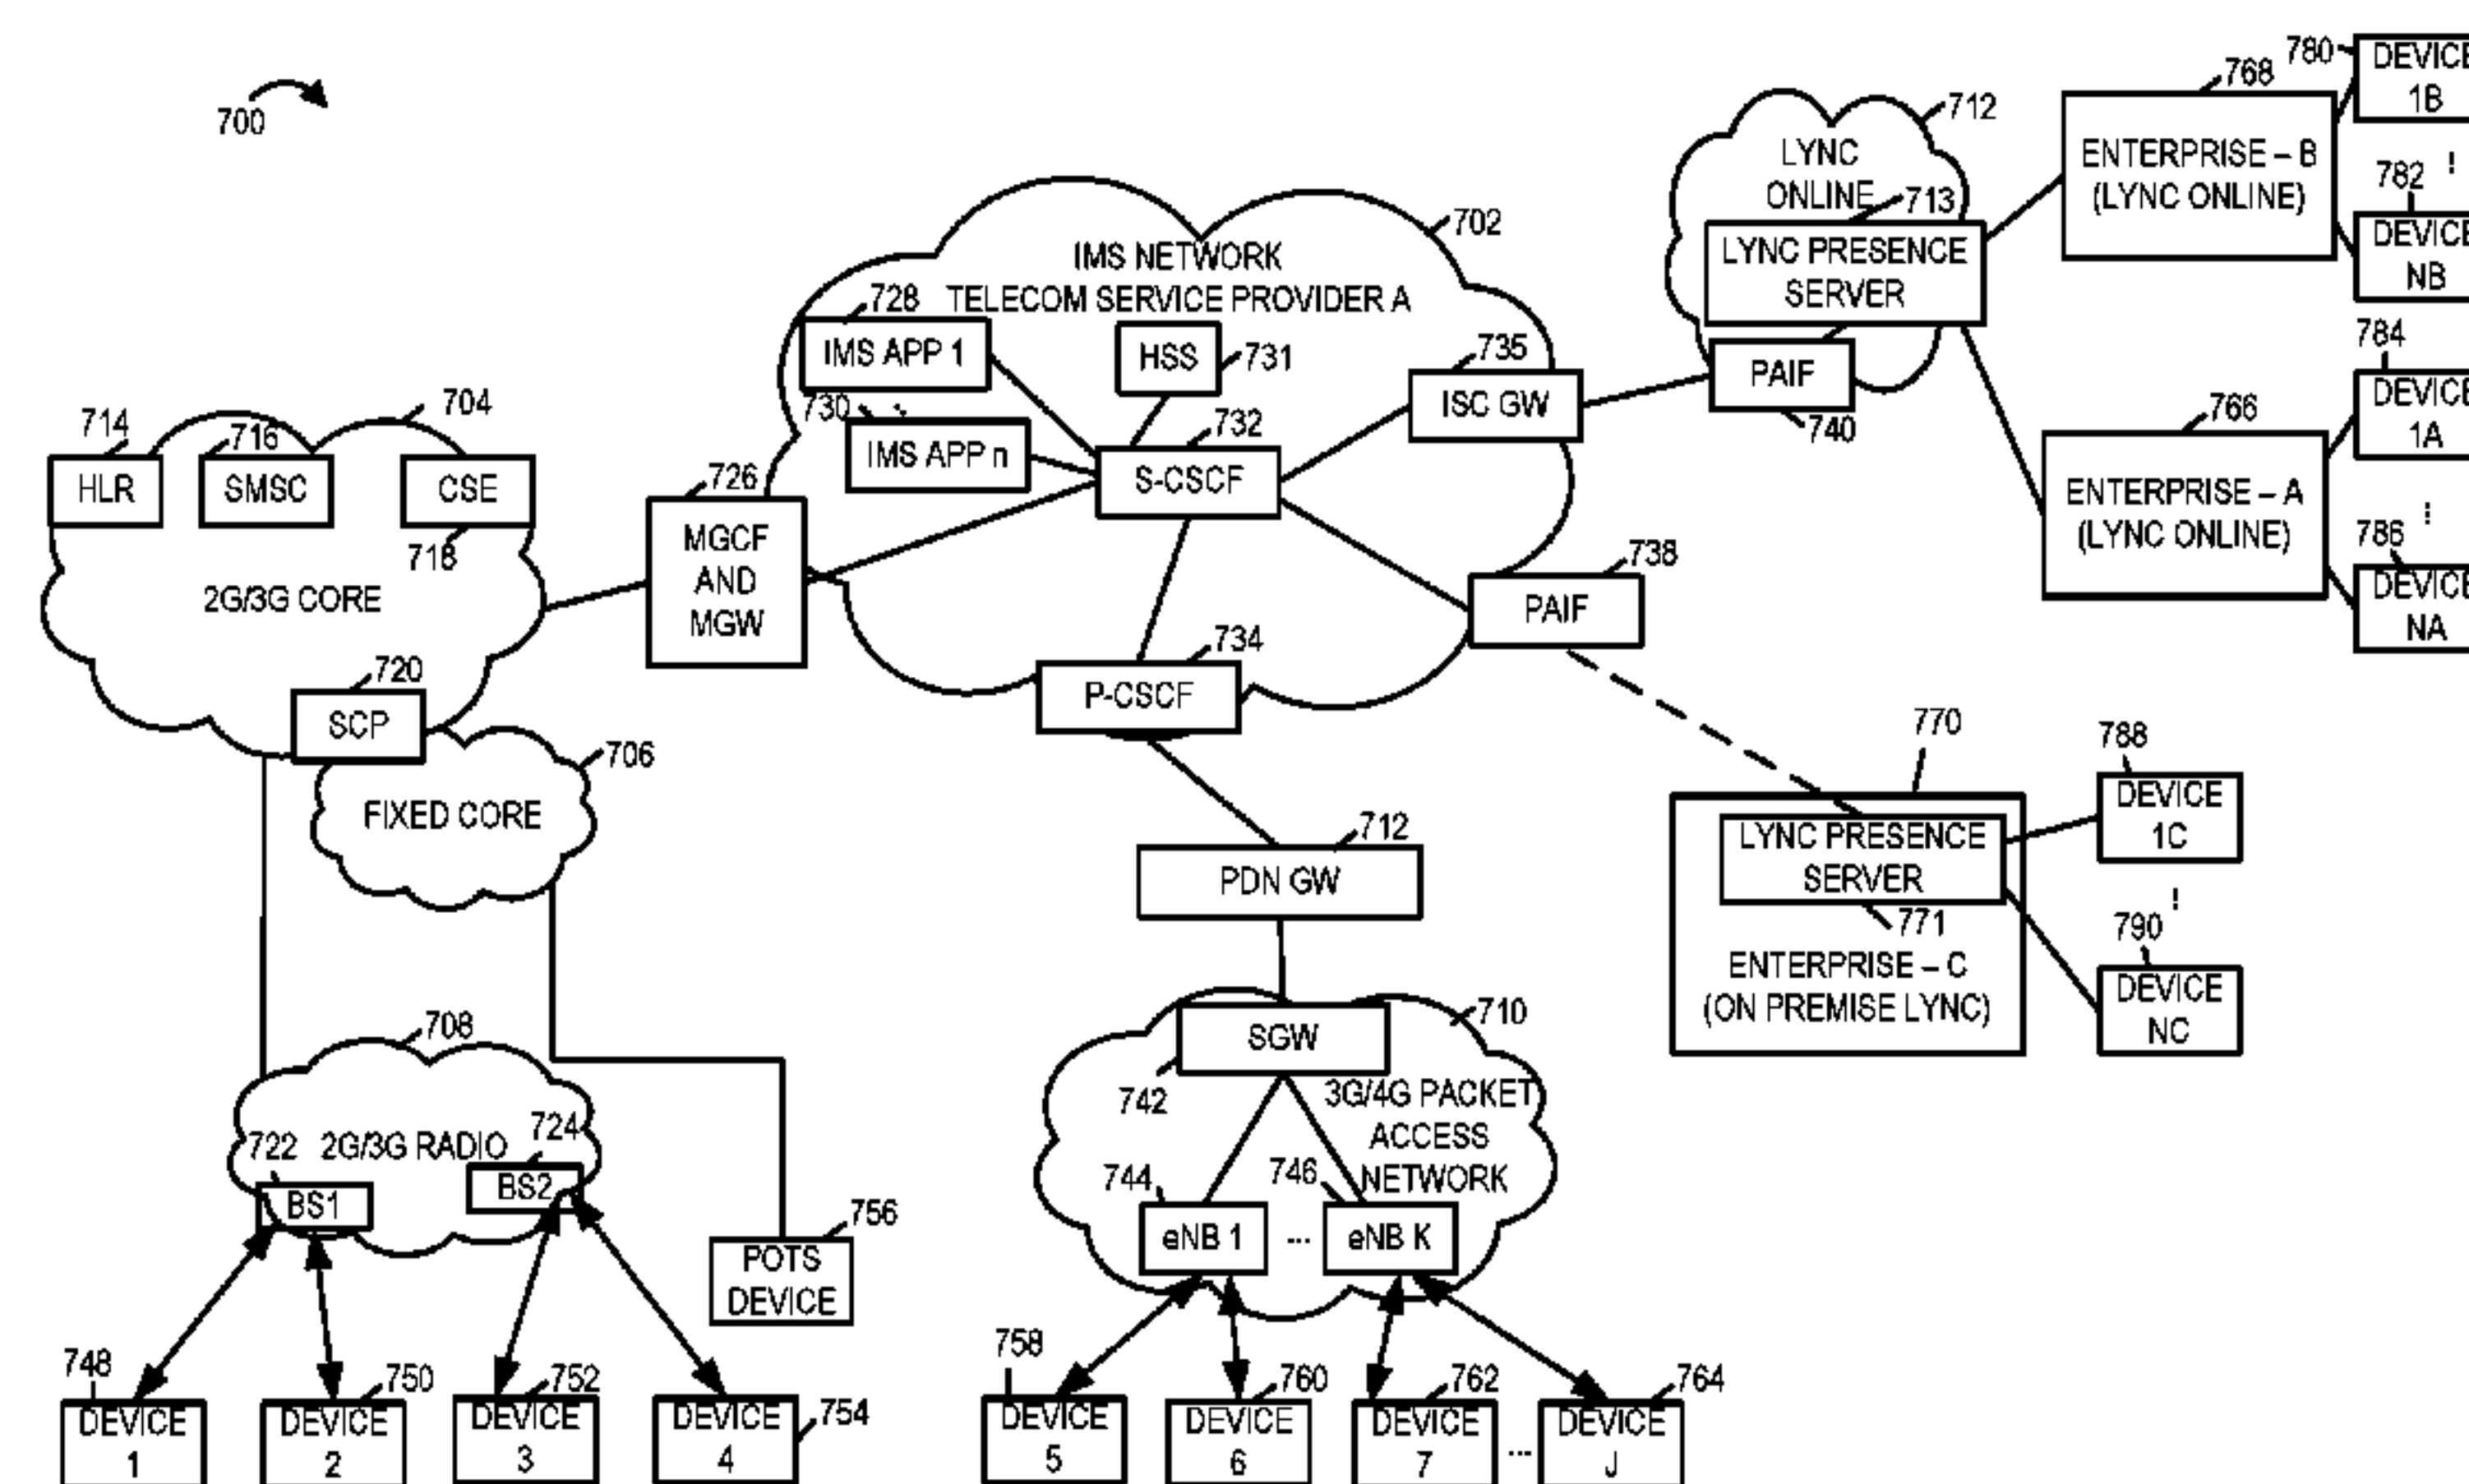 700
780
DEVICE
1B
768
712
LYNC
ONLINE
713
LYNC PRESENCE
SERVER
ENTERPRISE – B
(LYNC ONLINE)
782
DEVICE
NB
702
IMS NETWORK
TELECOM SERVICE PROVIDER A
728
IMS APP 1
HSS
731
735
ISC GW
PAIF
740
784
DEVICE
1A
766
ENTERPRISE – A
(LYNC ONLINE)
786
DEVICE
NA
730
IMS APP n
732
S-CSCF
714
HLR
716
SMSC
704
CSE
718
2G/3G CORE
726
MGCF
AND
MGW
738
PAIF
734
P-CSCF
720
SCP
706
FIXED CORE
712
PDN GW
770
LYNC PRESENCE
SERVER
771
ENTERPRISE – C
(ON PREMISE LYNC)
788
DEVICE
1C
790
DEVICE
NC
708
2G/3G RADIO
722
BS1
724
BS2
756
POTS
DEVICE
710
SGW
742
3G/4G PACKET
ACCESS
NETWORK
744
eNB 1
...
746
eNB K
748
DEVICE
1
750
DEVICE
2
752
DEVICE
3
754
DEVICE
4
758
DEVICE
5
760
DEVICE
6
762
DEVICE
7
...
764
DEVICE
J